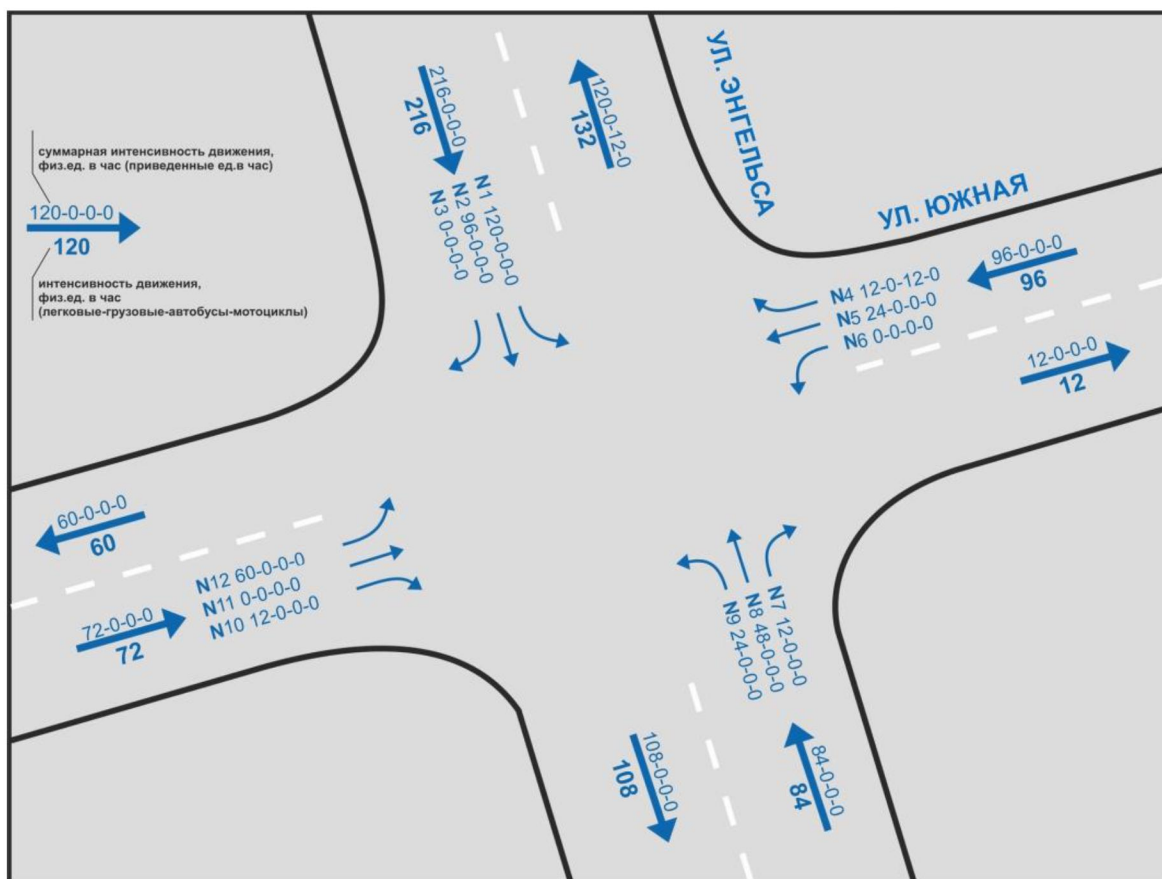 216-0-0-0
216
120-0-12-0
132
УЛ. ЭНГЕЛЬСА
суммарная интенсивность движения,
физ.ед. в час (приведенные ед.в час)
120-0-0-0
120
интенсивность движения,
физ.ед. в час
(легковые-грузовые-автобусы-мотоциклы)
N1 120-0-0-0
N2 96-0-0-0
N3 0-0-0-0
УЛ. ЮЖНАЯ
96-0-0-0
96
N4 12-0-12-0
N5 24-0-0-0
N6 0-0-0-0
12-0-0-0
12
60-0-0-0
60
N12 60-0-0-0
N11 0-0-0-0
N10 12-0-0-0
72-0-0-0
72
N7 12-0-0-0
N8 48-0-0-0
N9 24-0-0-0
108-0-0-0
108
84-0-0-0
84